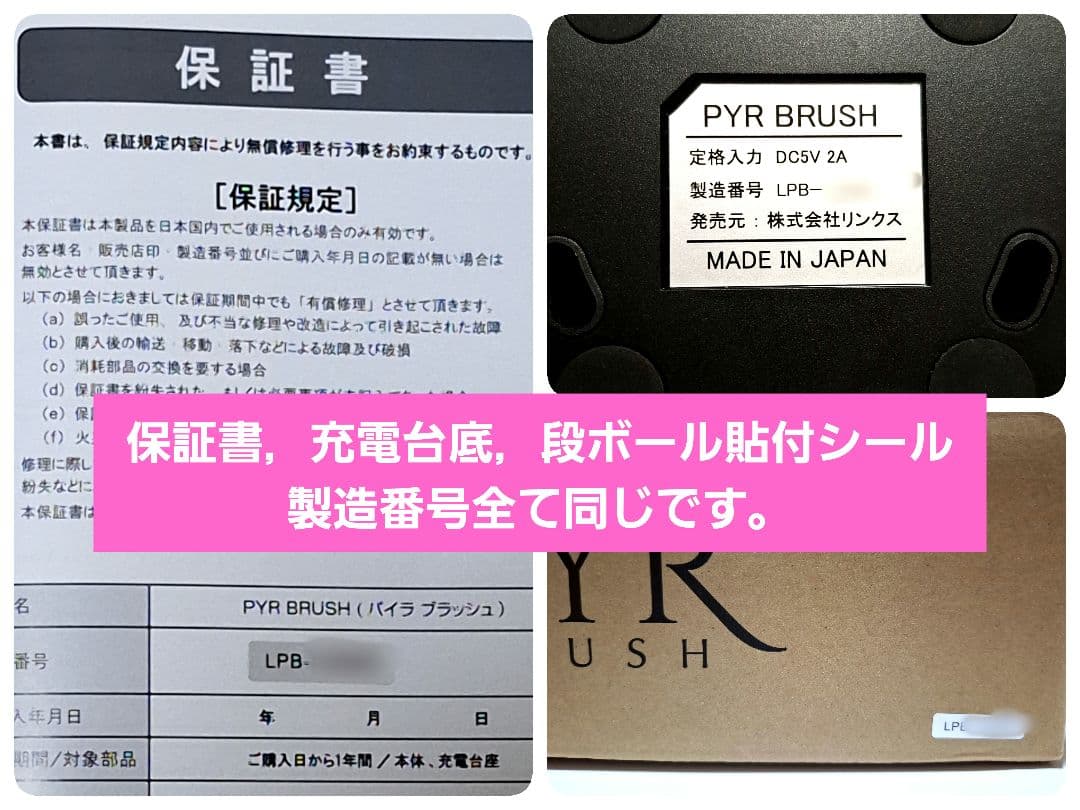 保証書
本書は、保証規定内容により無償修理を行う事をお約束するものです。
[保証規定]
本保証書は本製品を日本国内でご使用される場合のみ有効です。
お客様名・販売店印・製造番号並びにご購入年月日の記載が無い場合は
無効とさせて頂きます。
以下の場合におきましては保証期間中でも「有償修理」とさせて頂きます。
(a) 誤ったご使用、及び不当な修理や改造によって引き起こされた故障
(b) 購入後の輸送・移動・落下などによる故障及び破損
(c) 消耗部品の交換を要する場合
(d) 保証書を紛失された
(e) 保
(f) 火
修理に際し
紛失などに
本保証書は
名 PYR BRUSH(パイラ ブラッシュ)
番号 LPB-
入年月日 年 月 日
期間/対象部品 ご購入日から1年間 / 本体、充電台座
PYR BRUSH
定格入力 DC5V 2A
製造番号 LPB-
発売元:株式会社リンクス
MADE IN JAPAN
保証書, 充電台底, 段ボール貼付シール
製造番号全て同じです。
YR
USH
LPB